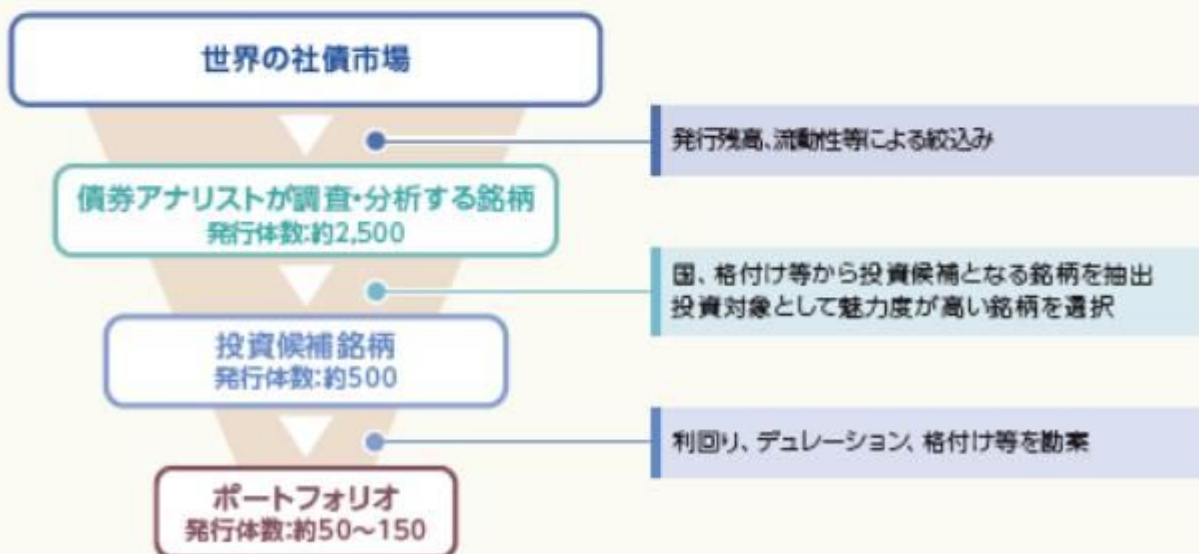 世界の社債市場
発行残高、流動性等による絞込み
債券アナリストが調査・分析する銘柄
発行体数:約2,500
国、格付け等から投資候補となる銘柄を抽出
投資対象として魅力度が高い銘柄を選択
投資候補銘柄
発行体数:約500
利回り、デュレーション、格付け等を勘案
ポートフォリオ
発行体数:約50～150